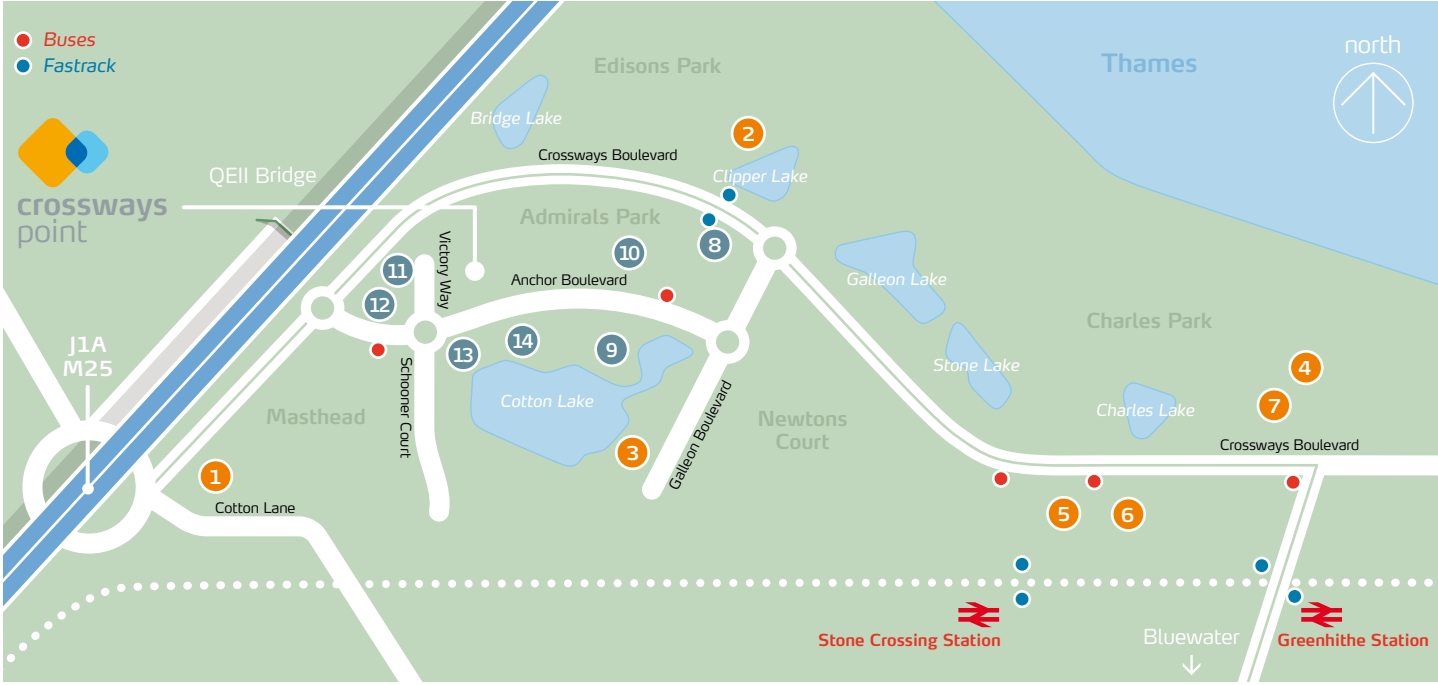 Buses
Fastrack
crossways
point
QEII Bridge
J1A
M25
Edisons Park
Bridge Lake
Crossways Boulevard
2
Clipper Lake
Thames
north
Admirals Park
Victory Way
10
8
11
12
Anchor Boulevard
Galleon Lake
Charles Park
13
14
9
Schooner Court
Masthead
Cotton Lake
Stone Lake
4
7
Charles Lake
Newtons
Court
Galleon Boulevard
3
Crossways Boulevard
1
Cotton Lane
5
6
Stone Crossing Station
Bluewater
Greenhithe Station